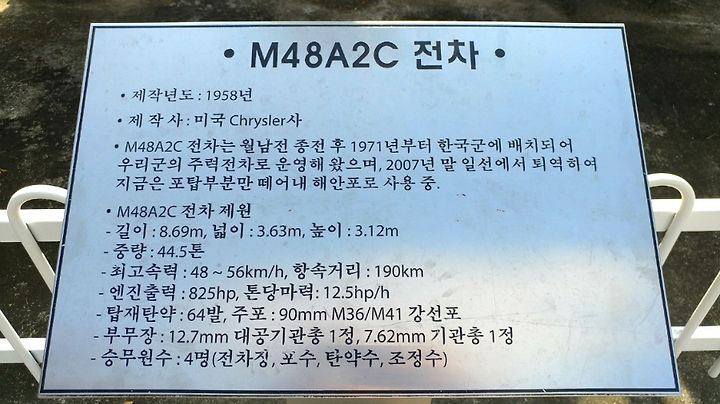 • M48A2C 전차 •
• 제작년도 : 1958년
• 제 작 사 : 미국 Chrysler사
• M48A2C 전차는 월남전 종전 후 1971년부터 한국군에 배치되어
우리군의 주력전차로 운영해 왔으며, 2007년 말 일선에서 퇴역하여
지금은 포탑부분만 떼어내 해안포로 사용 중.
• M48A2C 전차 제원
- 길이 : 8.69m, 넓이 : 3.63m, 높이 : 3.12m
- 중량 : 44.5톤
- 최고속력 : 48 ~ 56km/h, 항속거리 : 190km
- 엔진출력 : 825hp, 톤당마력: 12.5hp/h
- 탑재탄약 : 64발, 주포 : 90mm M36/M41 강선포
- 부무장 : 12.7mm 대공기관총 1정, 7.62mm 기관총 1정
- 승무원수 : 4명(전차장, 포수, 탄약수, 조정수)